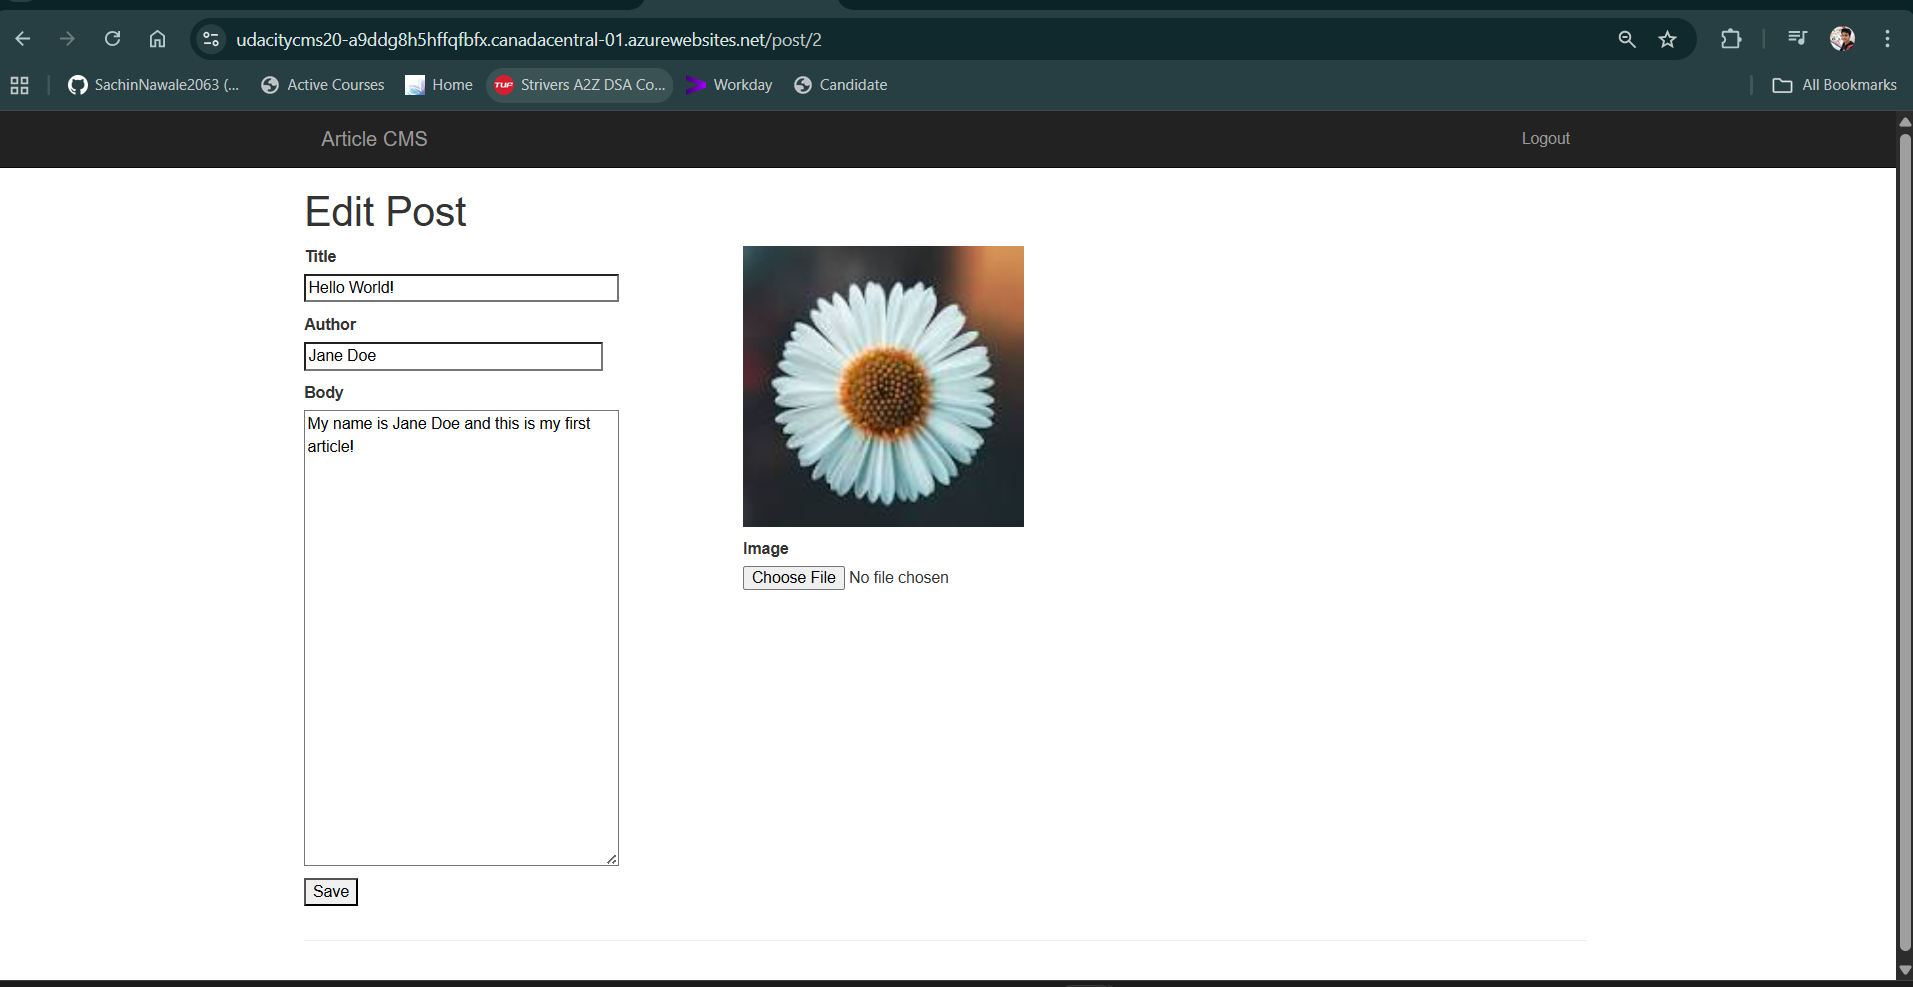 udacitycms20-a9ddg8h5hffqfbfx.canadacentral-01.azurewebsites.net/post/2
SachinNawale2063 (... Active Courses Home TUF Strivers A2Z DSA Co... Workday Candidate All Bookmarks
Article CMS Logout
Edit Post
Title
Hello World!
Author
Jane Doe
Body
My name is Jane Doe and this is my first
article!
Image
Choose File No file chosen
Save